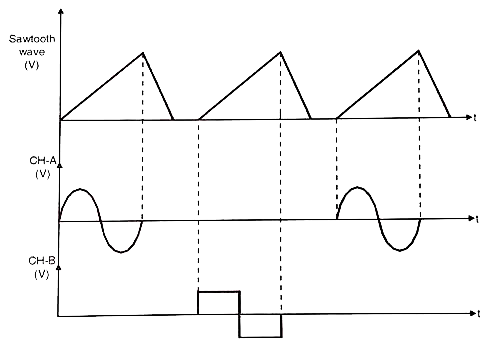 Sawtooth
wave
(V)
t
CH-A
(V)
t
CH-B
(V)
t